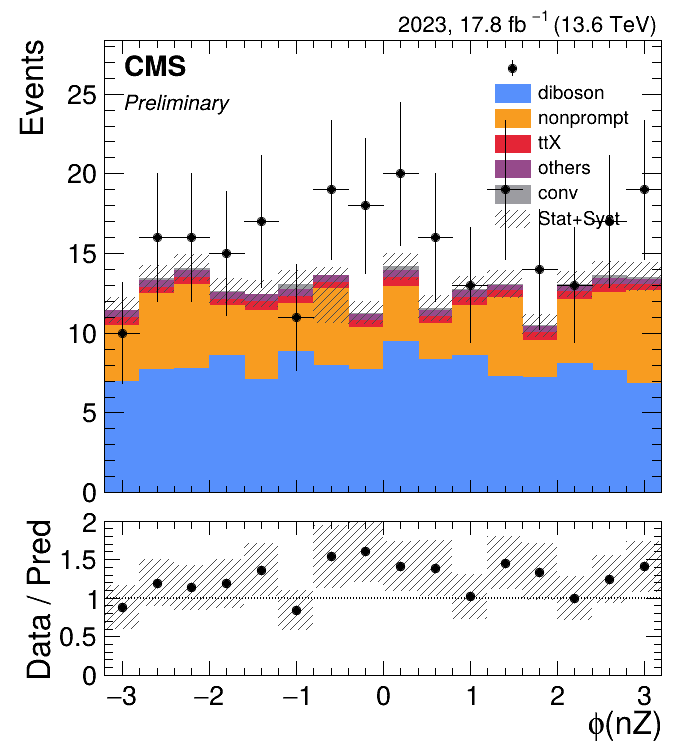 2023, 17.8 fb⁻¹ (13.6 TeV)
CMS
Preliminary
Events
diboson
nonprompt
ttX
others
conv
Stat+Syst
25
20
15
10
5
0
Data / Pred
2
1.5
1
0.5
0
−3 −2 −1 0 1 2 3
ϕ(nZ)